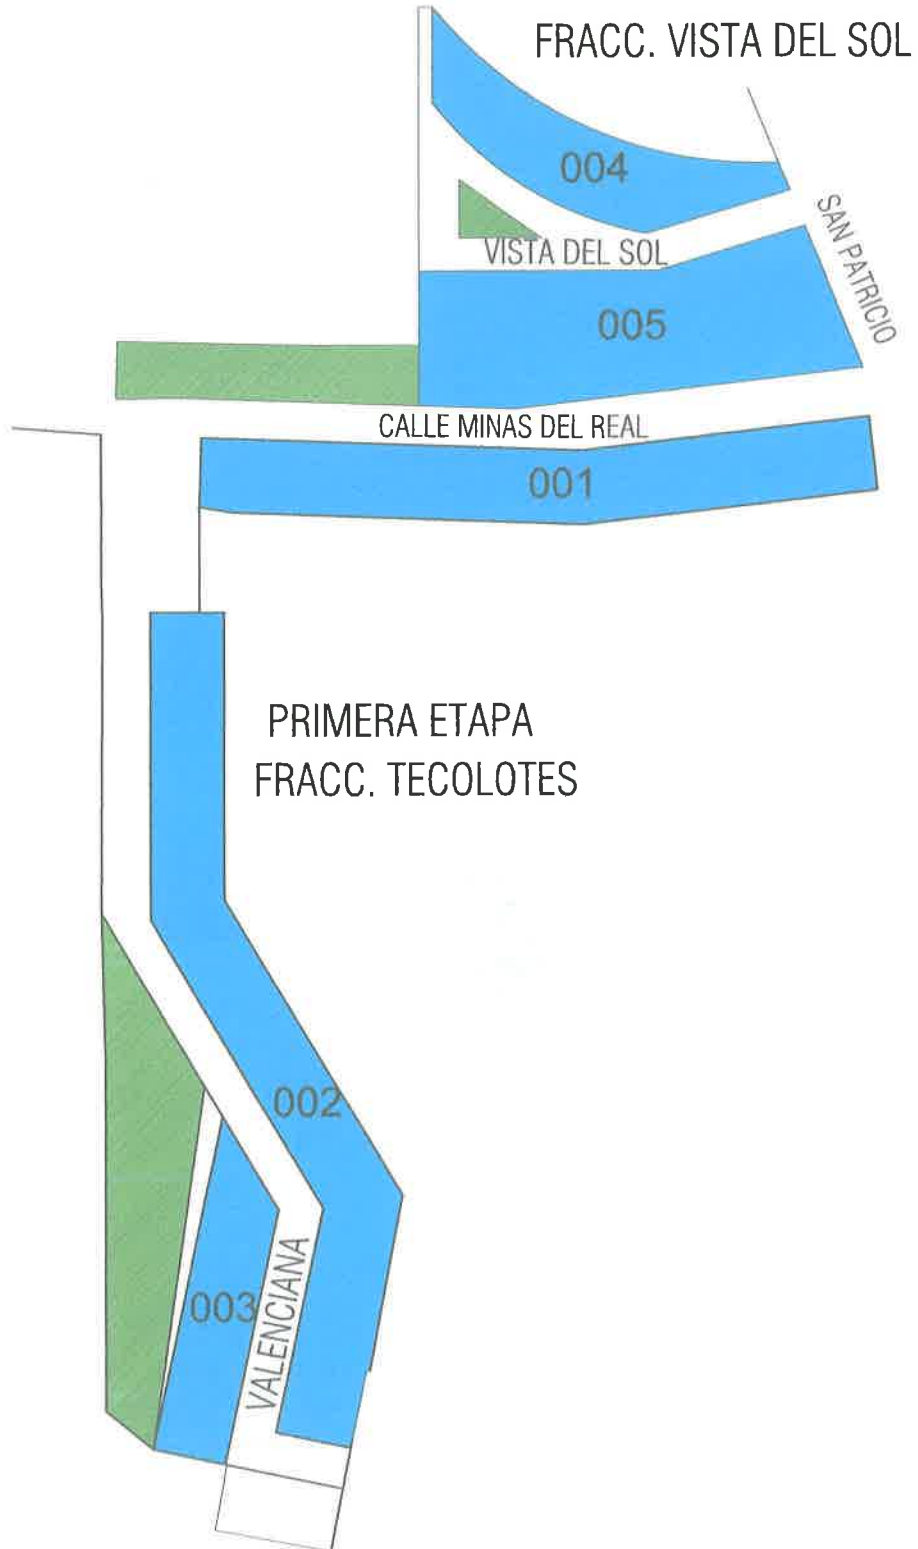 FRACC. VISTA DEL SOL
004
SAN PATRICIO
VISTA DEL SOL
005
CALLE MINAS DEL REAL
001
PRIMERA ETAPA
FRACC. TECOLOTES
002
003
VALENCIANA